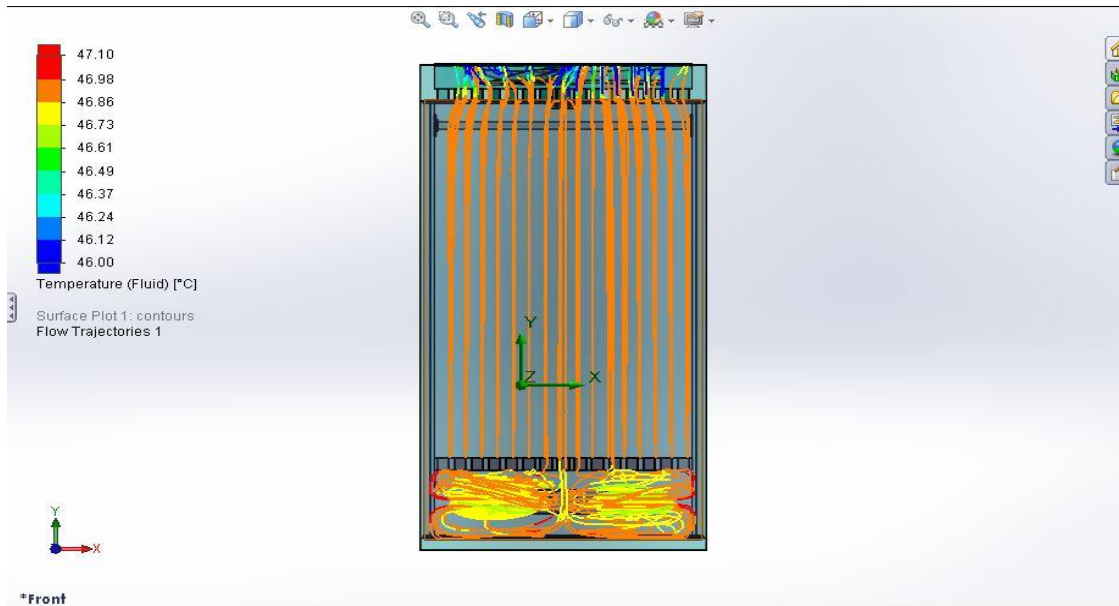 47.10
46.98
46.86
46.73
46.61
46.49
46.37
46.24
46.12
46.00
Temperature (Fluid) [°C]
Surface Plot 1: contours
Flow Trajectories 1
Y
Z
X
Y
X
*Front